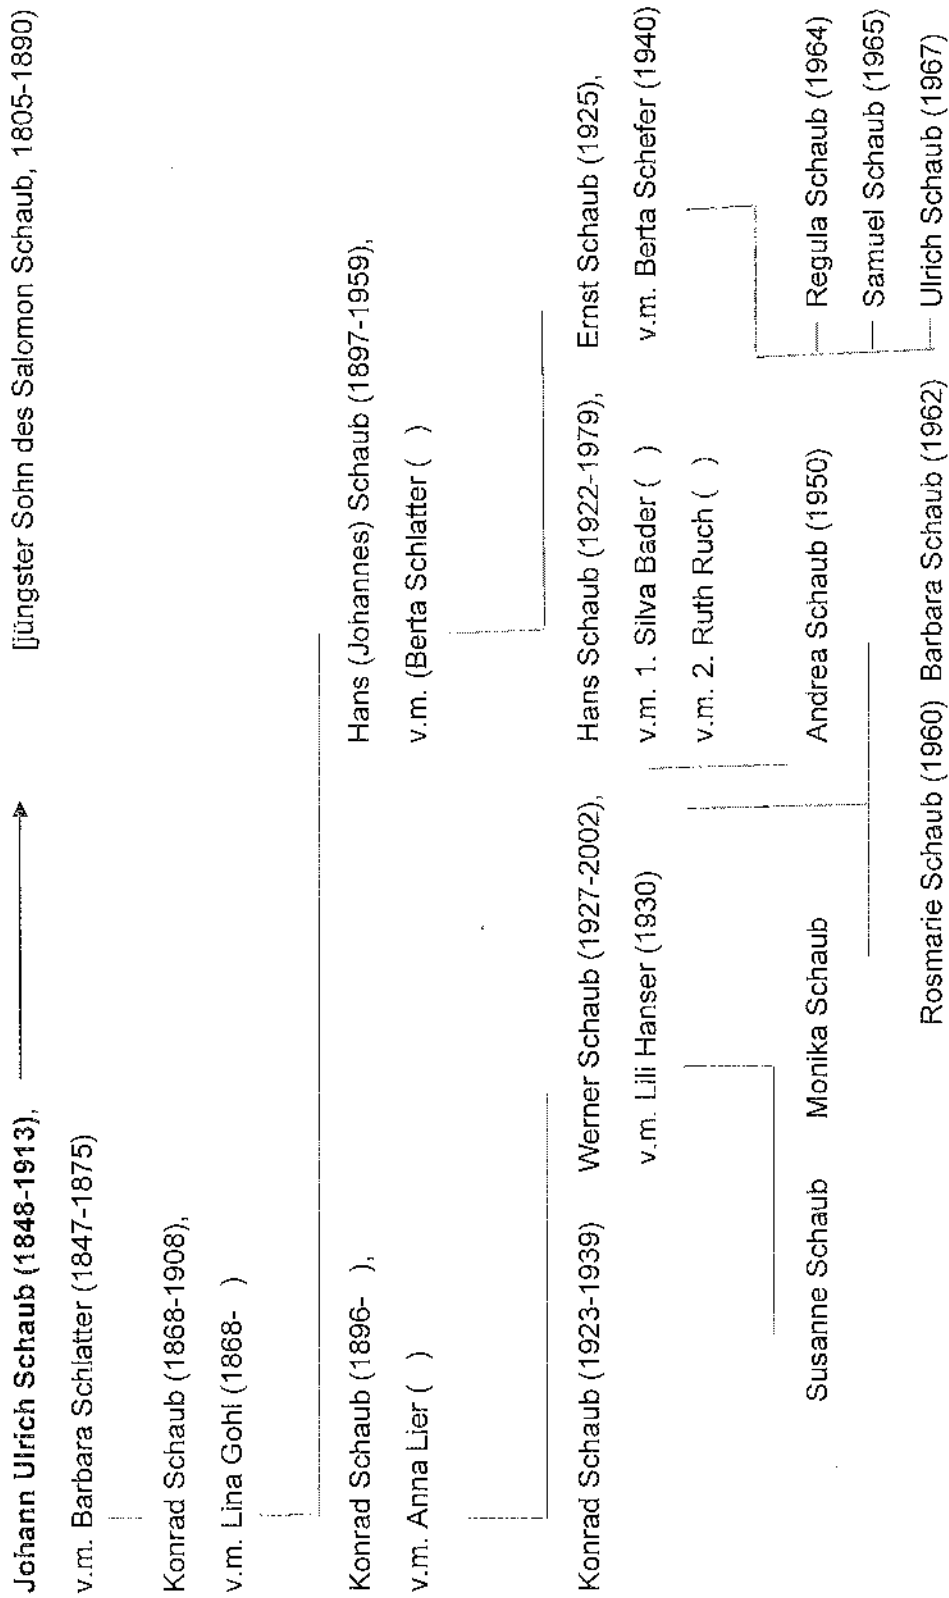 Johann Ulrich Schaub (1848-1913), [jüngster Sohn des Salomon Schaub, 1805-1890)
v.m. Barbara Schlatter (1847-1875)
Konrad Schaub (1868-1908),
v.m. Lina Gohl (1868- )
Konrad Schaub (1896- ), Hans (Johannes) Schaub (1897-1959),
v.m. Anna Lier ( ) v.m. (Berta Schlatter ( )
Konrad Schaub (1923-1939) Werner Schaub (1927-2002), Hans Schaub (1922-1979), Ernst Schaub (1925),
v.m. Lili Hanser (1930) v.m. 1. Silva Bader ( ) v.m. Berta Schefer (1940)
v.m. 2. Ruth Ruch ( )
Susanne Schaub Monika Schaub Andrea Schaub (1950) Regula Schaub (1964)
Samuel Schaub (1965)
Rosmarie Schaub (1960) Barbara Schaub (1962) Ulrich Schaub (1967)